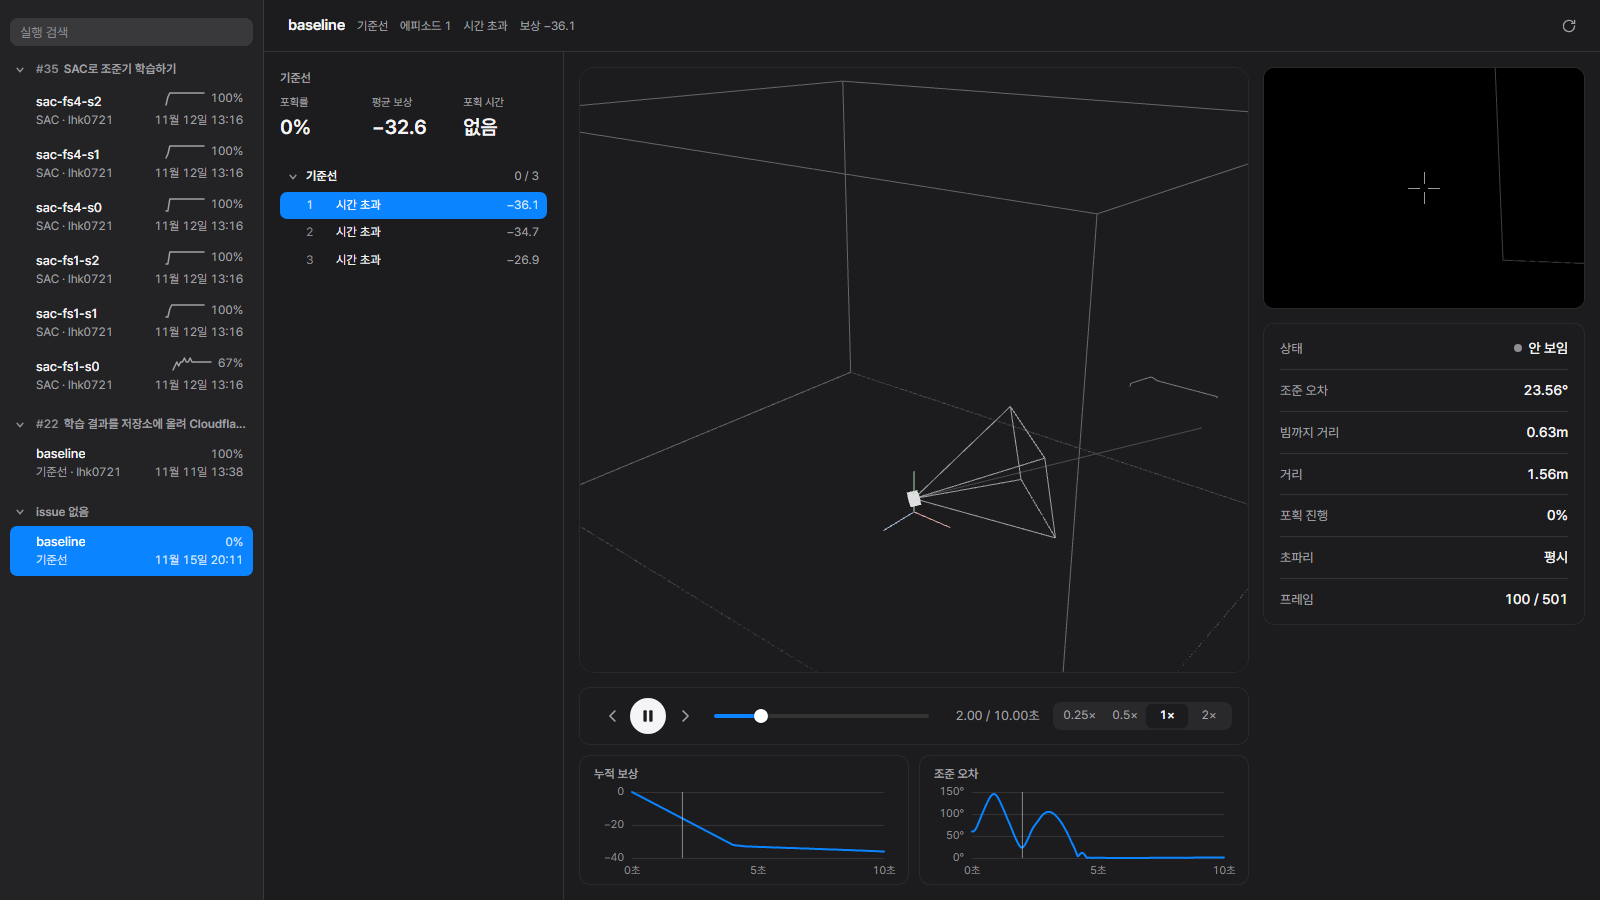 실행 검색
#35 SAC로 조준기 학습하기
sac-fs4-s2 100%
SAC · lhk0721 11월 12일 13:16
sac-fs4-s1 100%
SAC · lhk0721 11월 12일 13:16
sac-fs4-s0 100%
SAC · lhk0721 11월 12일 13:16
sac-fs1-s2 100%
SAC · lhk0721 11월 12일 13:16
sac-fs1-s1 100%
SAC · lhk0721 11월 12일 13:16
sac-fs1-s0 67%
SAC · lhk0721 11월 12일 13:16
#22 학습 결과를 저장소에 올려 Cloudfla...
baseline 100%
기준선 · lhk0721 11월 11일 13:38
issue 없음
baseline 0%
기준선 11월 15일 20:11
baseline 기준선 에피소드 1 시간 초과 보상 −36.1
기준선
포획률 평균 보상 포획 시간
0% −32.6 없음
기준선 0 / 3
1 시간 초과 −36.1
2 시간 초과 −34.7
3 시간 초과 −26.9
2.00 / 10.00초 0.25× 0.5× 1× 2×
누적 보상
0
−20
−40
0초 5초 10초
조준 오차
150°
100°
50°
0°
0초 5초 10초
상태 안 보임
조준 오차 23.56°
빔까지 거리 0.63m
거리 1.56m
포획 진행 0%
초파리 평시
프레임 100 / 501